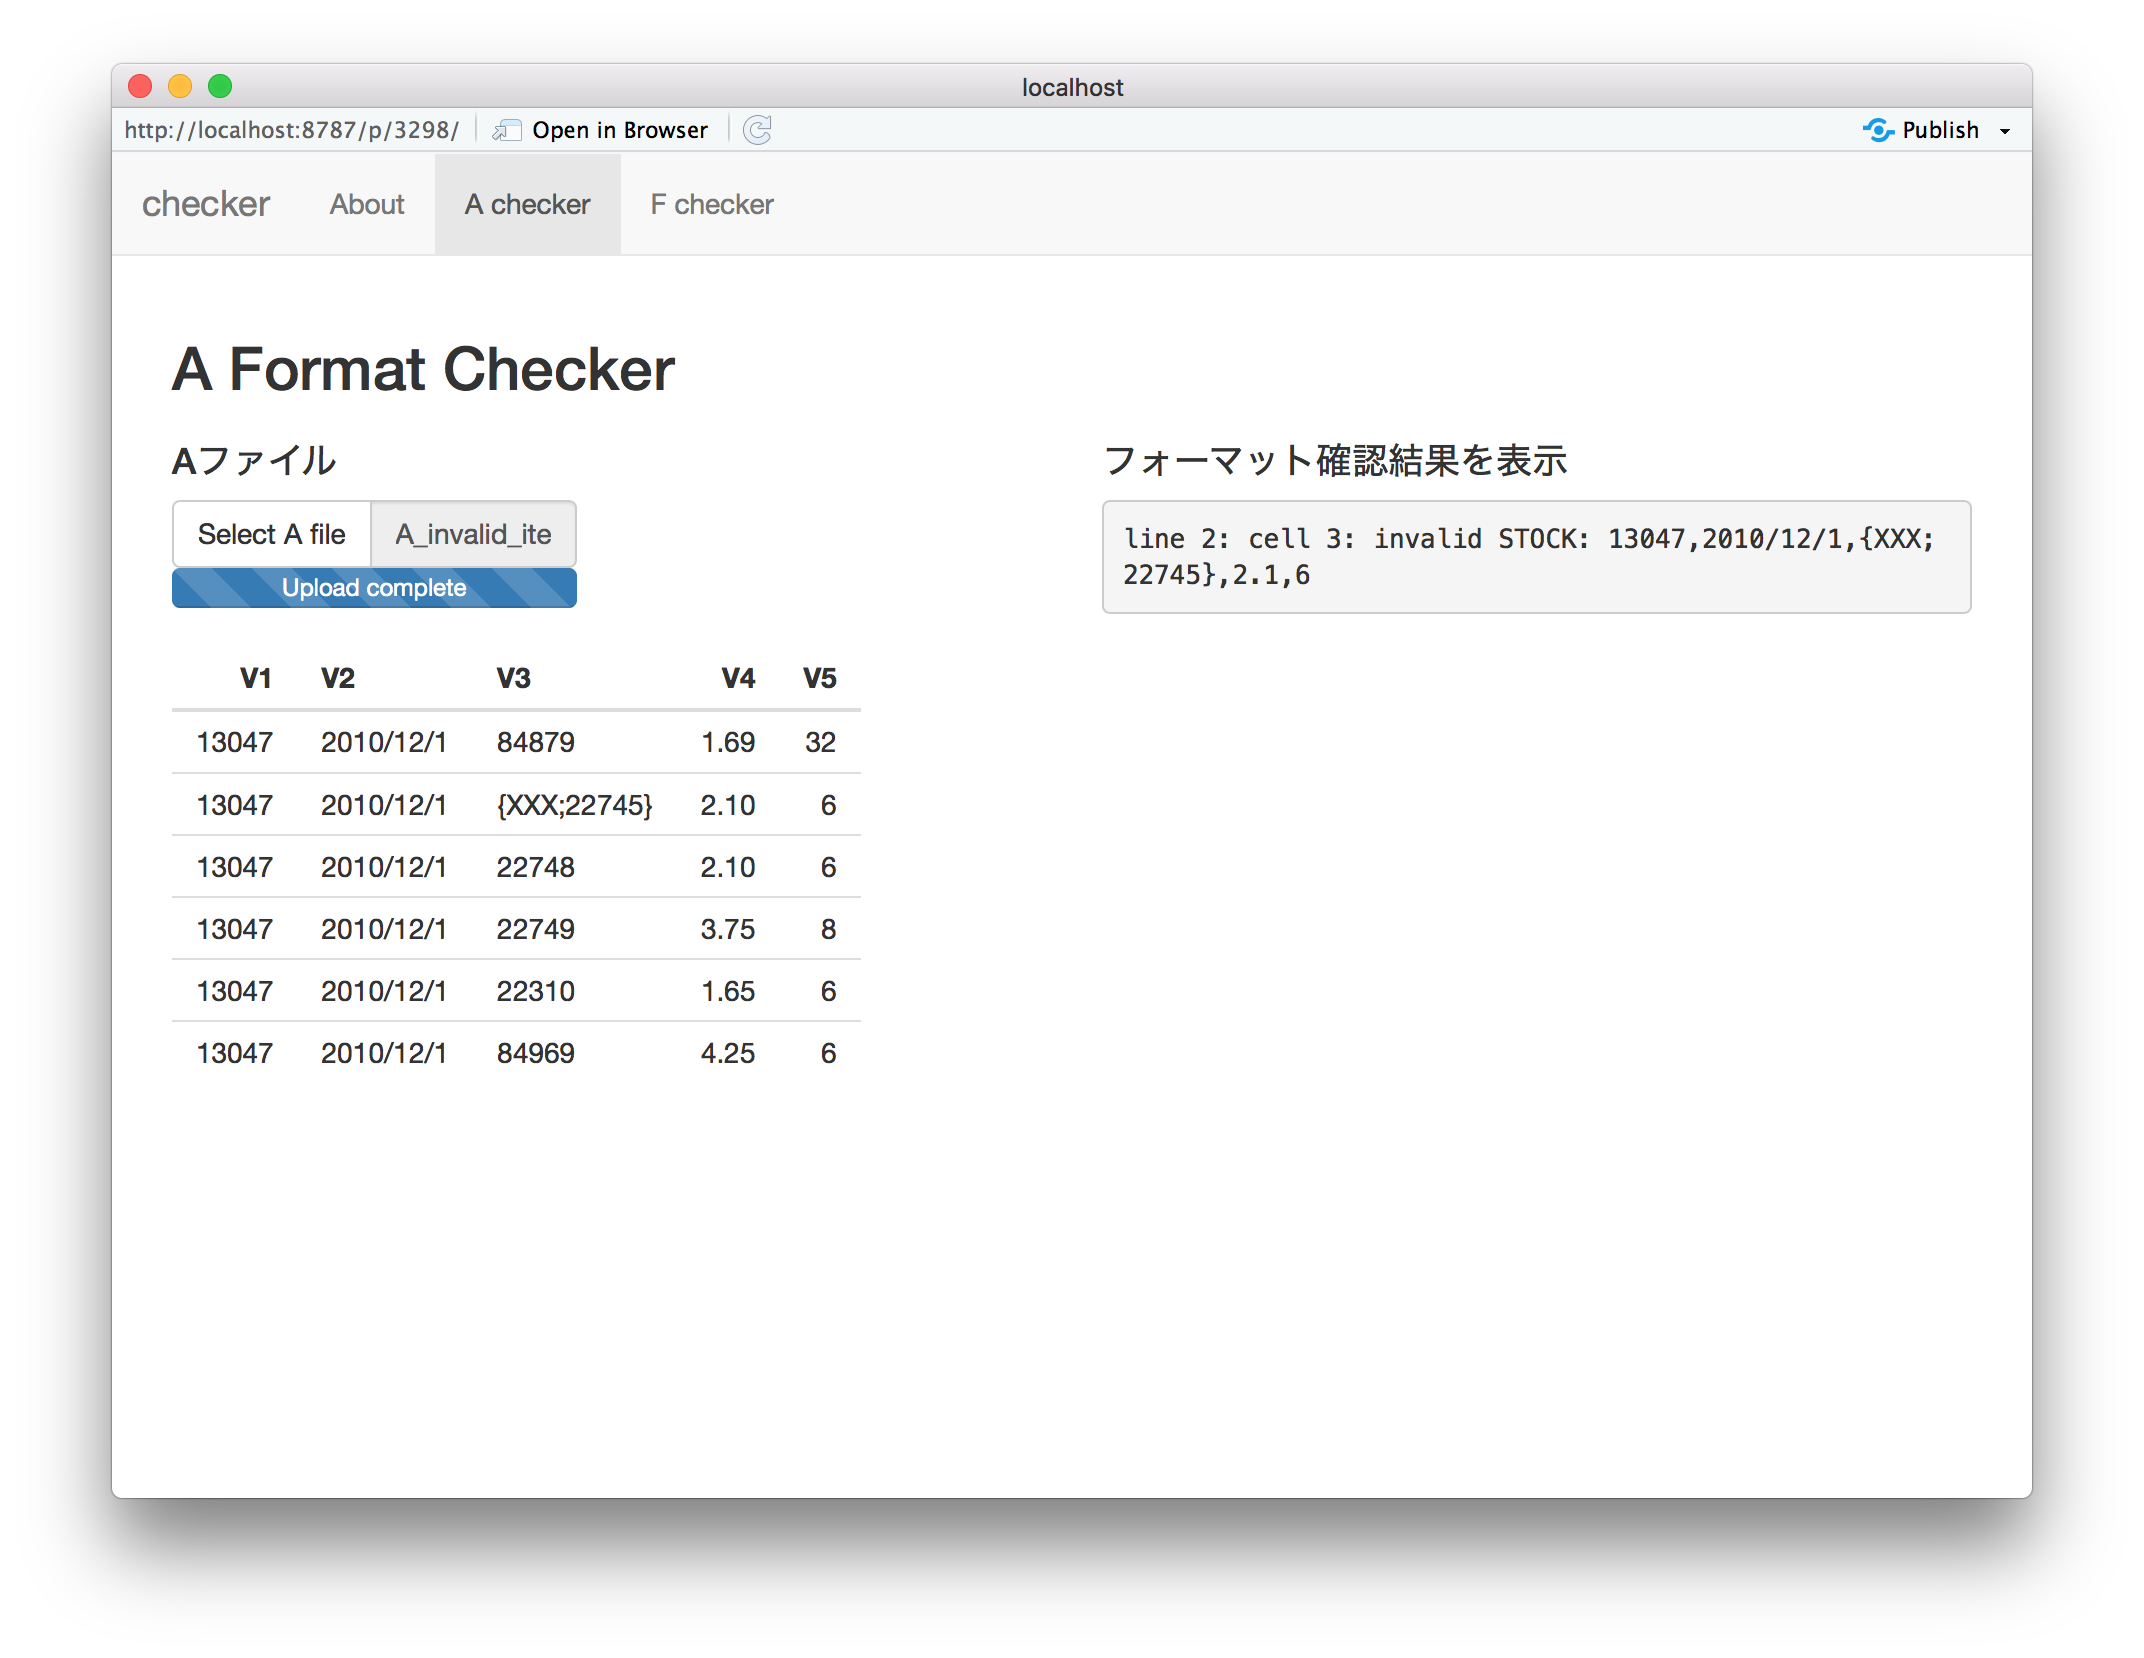 localhost
http://localhost:8787/p/3298/ Open in Browser Publish
checker About A checker F checker
A Format Checker
Aファイル
Select A file A_invalid_ite
Upload complete
フォーマット確認結果を表示
line 2: cell 3: invalid STOCK: 13047,2010/12/1,{XXX;
22745},2.1,6
V1 V2 V3 V4 V5
13047 2010/12/1 84879 1.69 32
13047 2010/12/1 {XXX;22745} 2.10 6
13047 2010/12/1 22748 2.10 6
13047 2010/12/1 22749 3.75 8
13047 2010/12/1 22310 1.65 6
13047 2010/12/1 84969 4.25 6